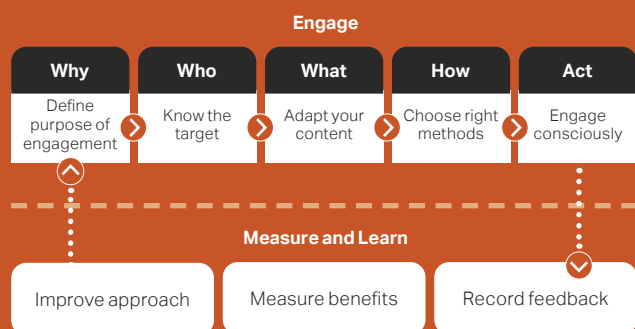 Engage
Why
Define
purpose of
engagement
Who
Know the
target
What
Adapt your
content
How
Choose right
methods
Act
Engage
consciously
Measure and Learn
Improve approach
Measure benefits
Record feedback